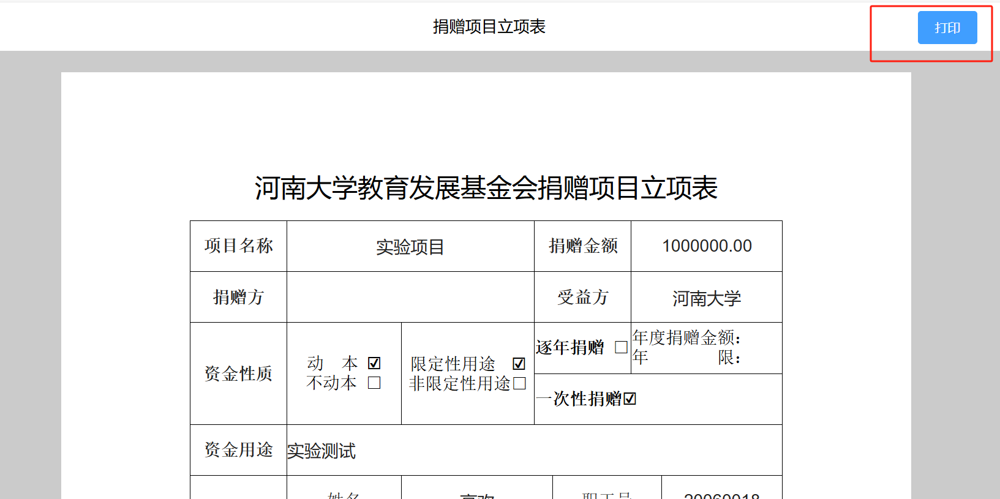 捐赠项目立项表
打印
河南大学教育发展基金会捐赠项目立项表
项目名称 实验项目 捐赠金额 1000000.00
捐赠方 受益方 河南大学
资金性质
动 本 ☑
不动本 ☐
限定性用途 ☑
非限定性用途☐
逐年捐赠 ☐
年度捐赠金额：
年 限：
一次性捐赠☑
资金用途 实验测试
姓名 职工号